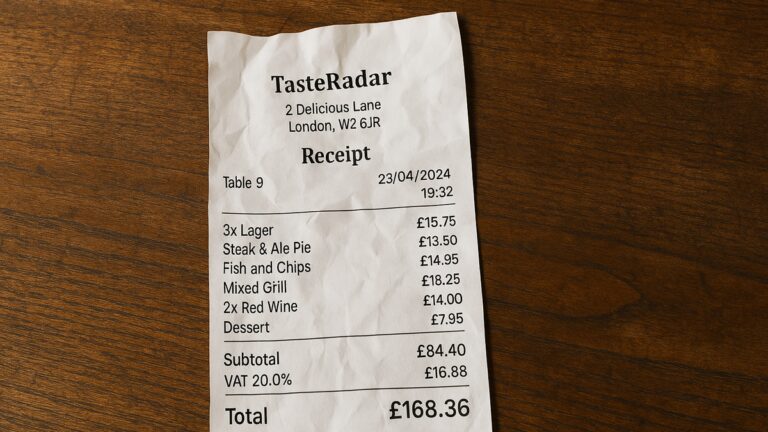 TasteRadar
2 Delicious Lane
London, W2 6JR
Receipt
Table 9 23/04/2024
19:32
3x Lager £15.75
Steak & Ale Pie £13.50
Fish and Chips £14.95
Mixed Grill £18.25
2x Red Wine £14.00
Dessert £7.95
Subtotal £84.40
VAT 20.0% £16.88
Total £168.36